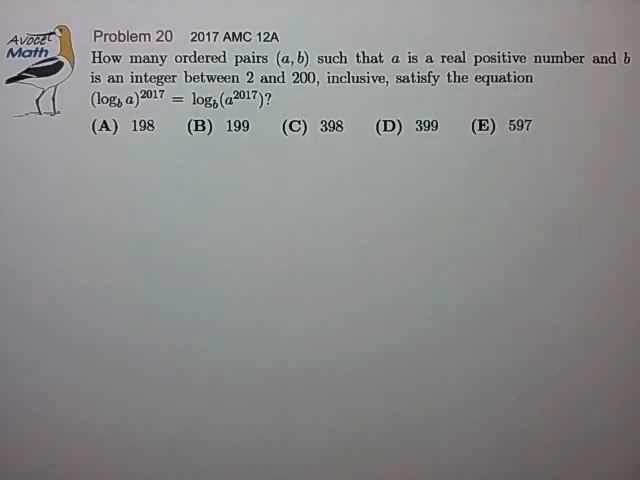 Avocet
Math
Problem 20 2017 AMC 12A
How many ordered pairs (a, b) such that a is a real positive number and b
is an integer between 2 and 200, inclusive, satisfy the equation
(log_b a)^2017 = log_b(a^2017)?
(A) 198 (B) 199 (C) 398 (D) 399 (E) 597